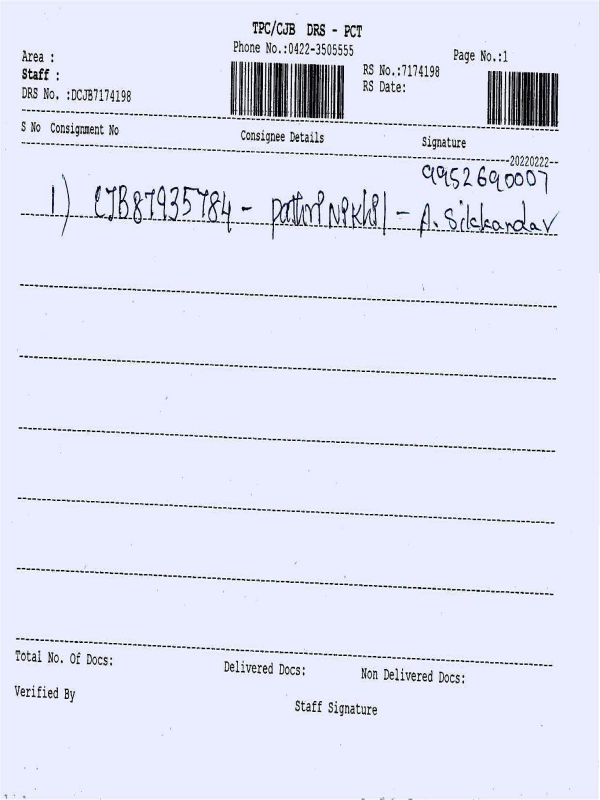 TPC/CJB DRS - PCT
Phone No.:0422-3505555
Page No.:1
Area :
RS No.:7174198
Staff :
RS Date:
DRS No. :DCJB7174198
S No Consignment No Consignee Details Signature
20220222--
9952690007
1) CJB87935784 - Nikhil - A. Sikkandar
Total No. Of Docs: Delivered Docs: Non Delivered Docs:
Verified By Staff Signature